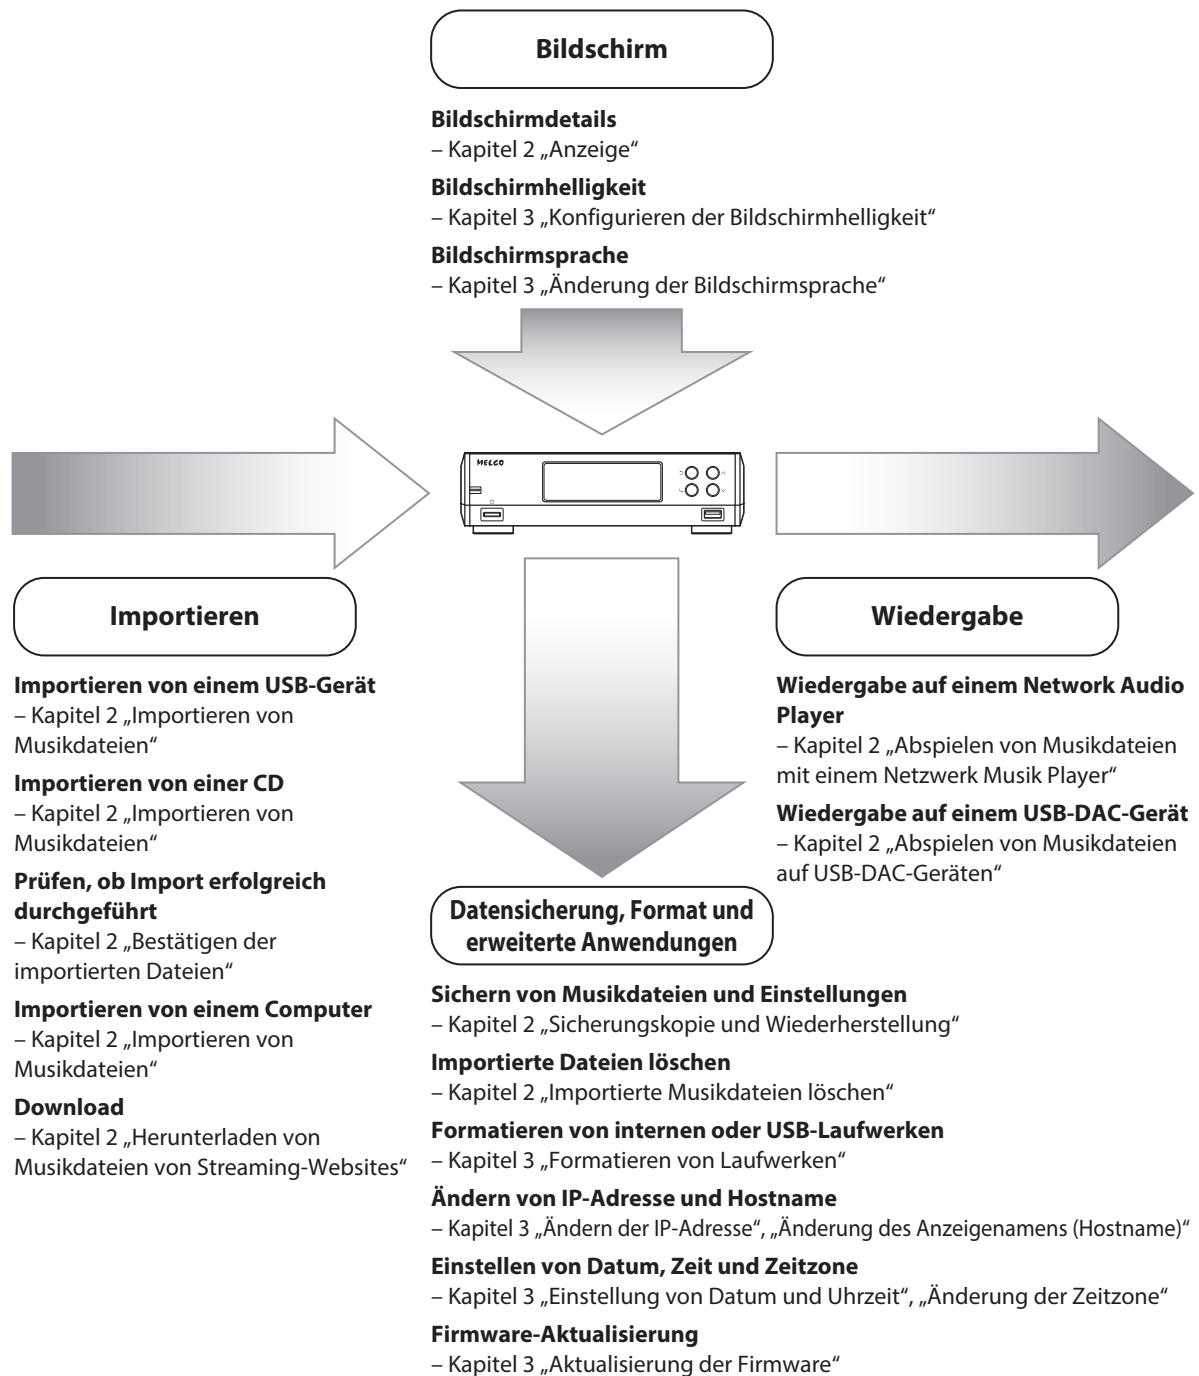 Bildschirm
Bildschirmdetails
– Kapitel 2 „Anzeige“
Bildschirmhelligkeit
– Kapitel 3 „Konfigurieren der Bildschirmhelligkeit“
Bildschirmsprache
– Kapitel 3 „Änderung der Bildschirmsprache“
MELCO
Importieren
Importieren von einem USB-Gerät
– Kapitel 2 „Importieren von
Musikdateien“
Importieren von einer CD
– Kapitel 2 „Importieren von
Musikdateien“
Prüfen, ob Import erfolgreich
durchgeführt
– Kapitel 2 „Bestätigen der
importierten Dateien“
Importieren von einem Computer
– Kapitel 2 „Importieren von
Musikdateien“
Download
– Kapitel 2 „Herunterladen von
Musikdateien von Streaming-Websites“
Wiedergabe
Wiedergabe auf einem Network Audio
Player
– Kapitel 2 „Abspielen von Musikdateien
mit einem Netzwerk Musik Player“
Wiedergabe auf einem USB-DAC-Gerät
– Kapitel 2 „Abspielen von Musikdateien
auf USB-DAC-Geräten“
Datensicherung, Format und
erweiterte Anwendungen
Sichern von Musikdateien und Einstellungen
– Kapitel 2 „Sicherungskopie und Wiederherstellung“
Importierte Dateien löschen
– Kapitel 2 „Importierte Musikdateien löschen“
Formatieren von internen oder USB-Laufwerken
– Kapitel 3 „Formatieren von Laufwerken“
Ändern von IP-Adresse und Hostname
– Kapitel 3 „Ändern der IP-Adresse“, „Änderung des Anzeigenamens (Hostname)“
Einstellen von Datum, Zeit und Zeitzone
– Kapitel 3 „Einstellung von Datum und Uhrzeit“, „Änderung der Zeitzone“
Firmware-Aktualisierung
– Kapitel 3 „Aktualisierung der Firmware“